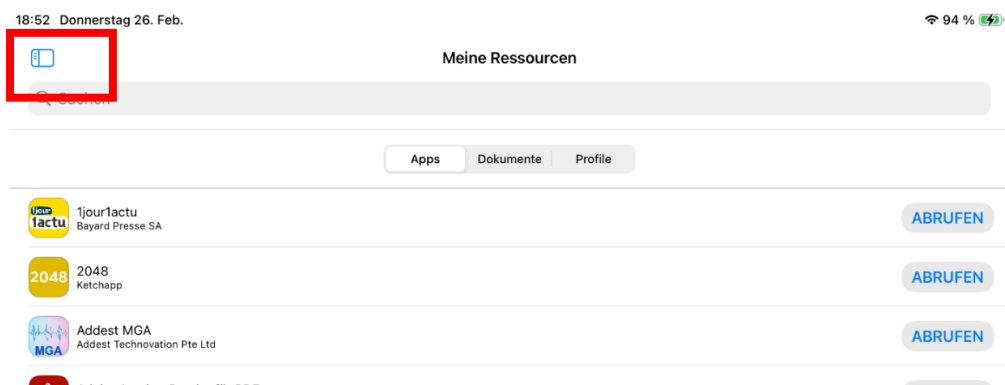 18:52 Donnerstag 26. Feb.
94 %
Meine Ressourcen
Suchen
Apps Dokumente Profile
1jour
1actu
1jour1actu
Bayard Presse SA
ABRUFEN
2048
2048
Ketchapp
ABRUFEN
MGA
Addest MGA
Addest Technovation Pte Ltd
ABRUFEN